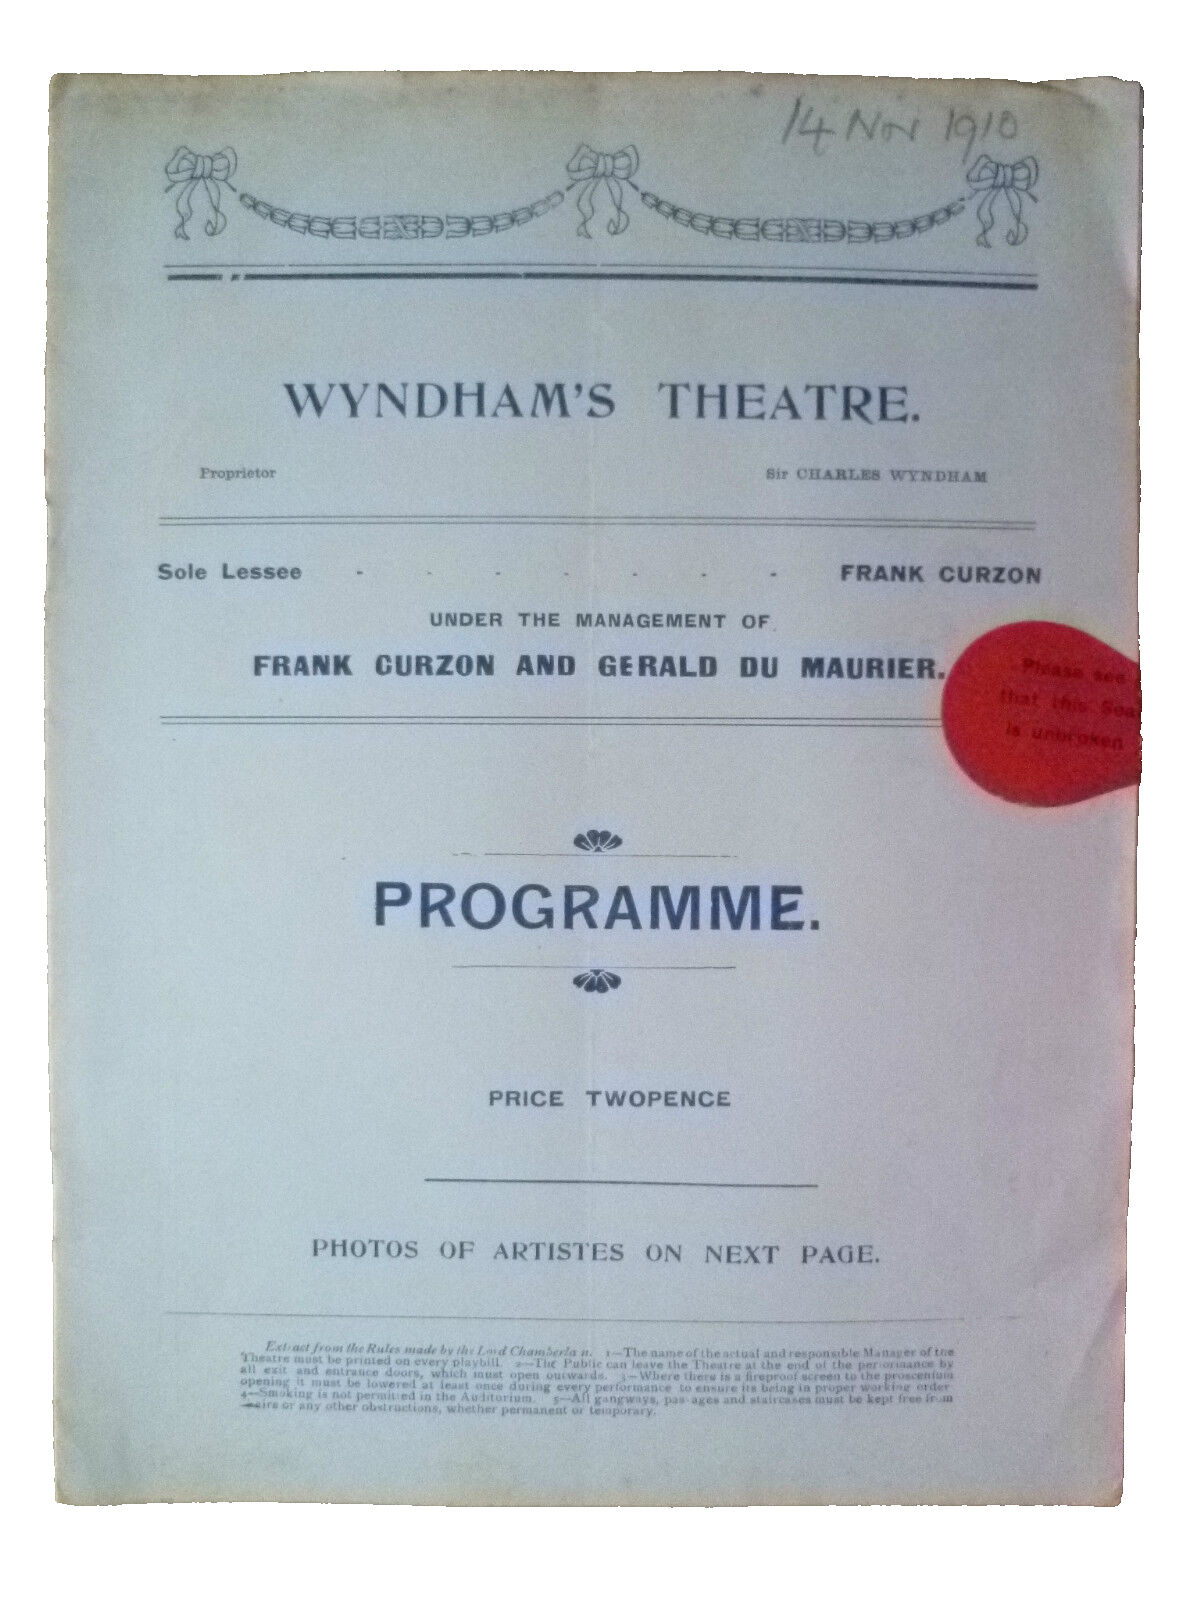 14 Nov 1910
WYNDHAM'S THEATRE.
Proprietor Sir CHARLES WYNDHAM
Sole Lessee - - - - - - - FRANK CURZON
UNDER THE MANAGEMENT OF
FRANK CURZON AND GERALD DU MAURIER.
Please see
that this Seal
is unbroken
PROGRAMME.
PRICE TWOPENCE
PHOTOS OF ARTISTES ON NEXT PAGE.
Extract from the Rules made by the Lord Chamberla n. 1—The name of the actual and responsible Manager of the
Theatre must be printed on every playbill. 2—The Public can leave the Theatre at the end of the performance by
all exit and entrance doors, which must open outwards. 3—Where there is a fireproof screen to the proscenium
opening it must be lowered at least once during every performance to ensure its being in proper working order
4—Smoking is not permitted in the Auditorium. 5—All gangways, passages and staircases must be kept free from
or any other obstructions, whether permanent or temporary.